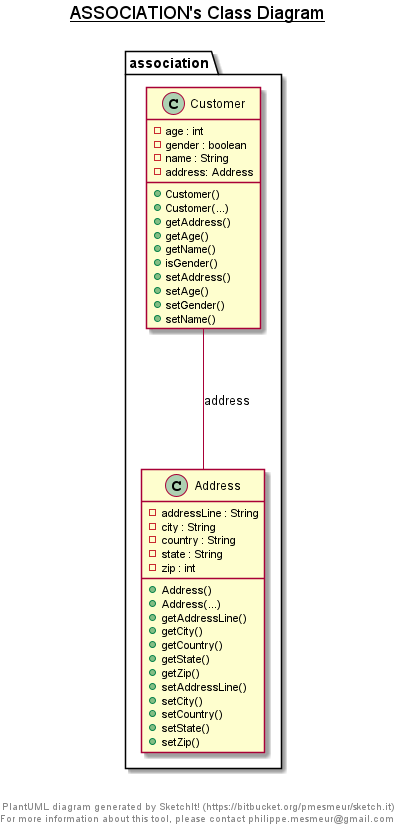 ASSOCIATION's Class Diagram
association
C Customer
age : int
gender : boolean
name : String
address: Address
Customer()
Customer(...)
getAddress()
getAge()
getName()
isGender()
setAddress()
setAge()
setGender()
setName()
address
C Address
addressLine : String
city : String
country : String
state : String
zip : int
Address()
Address(...)
getAddressLine()
getCity()
getCountry()
getState()
getZip()
setAddressLine()
setCity()
setCountry()
setState()
setZip()
PlantUML diagram generated by SketchIt! (https://bitbucket.org/pmesmeur/sketch.it)
For more information about this tool, please contact philippe.mesmeur@gmail.com